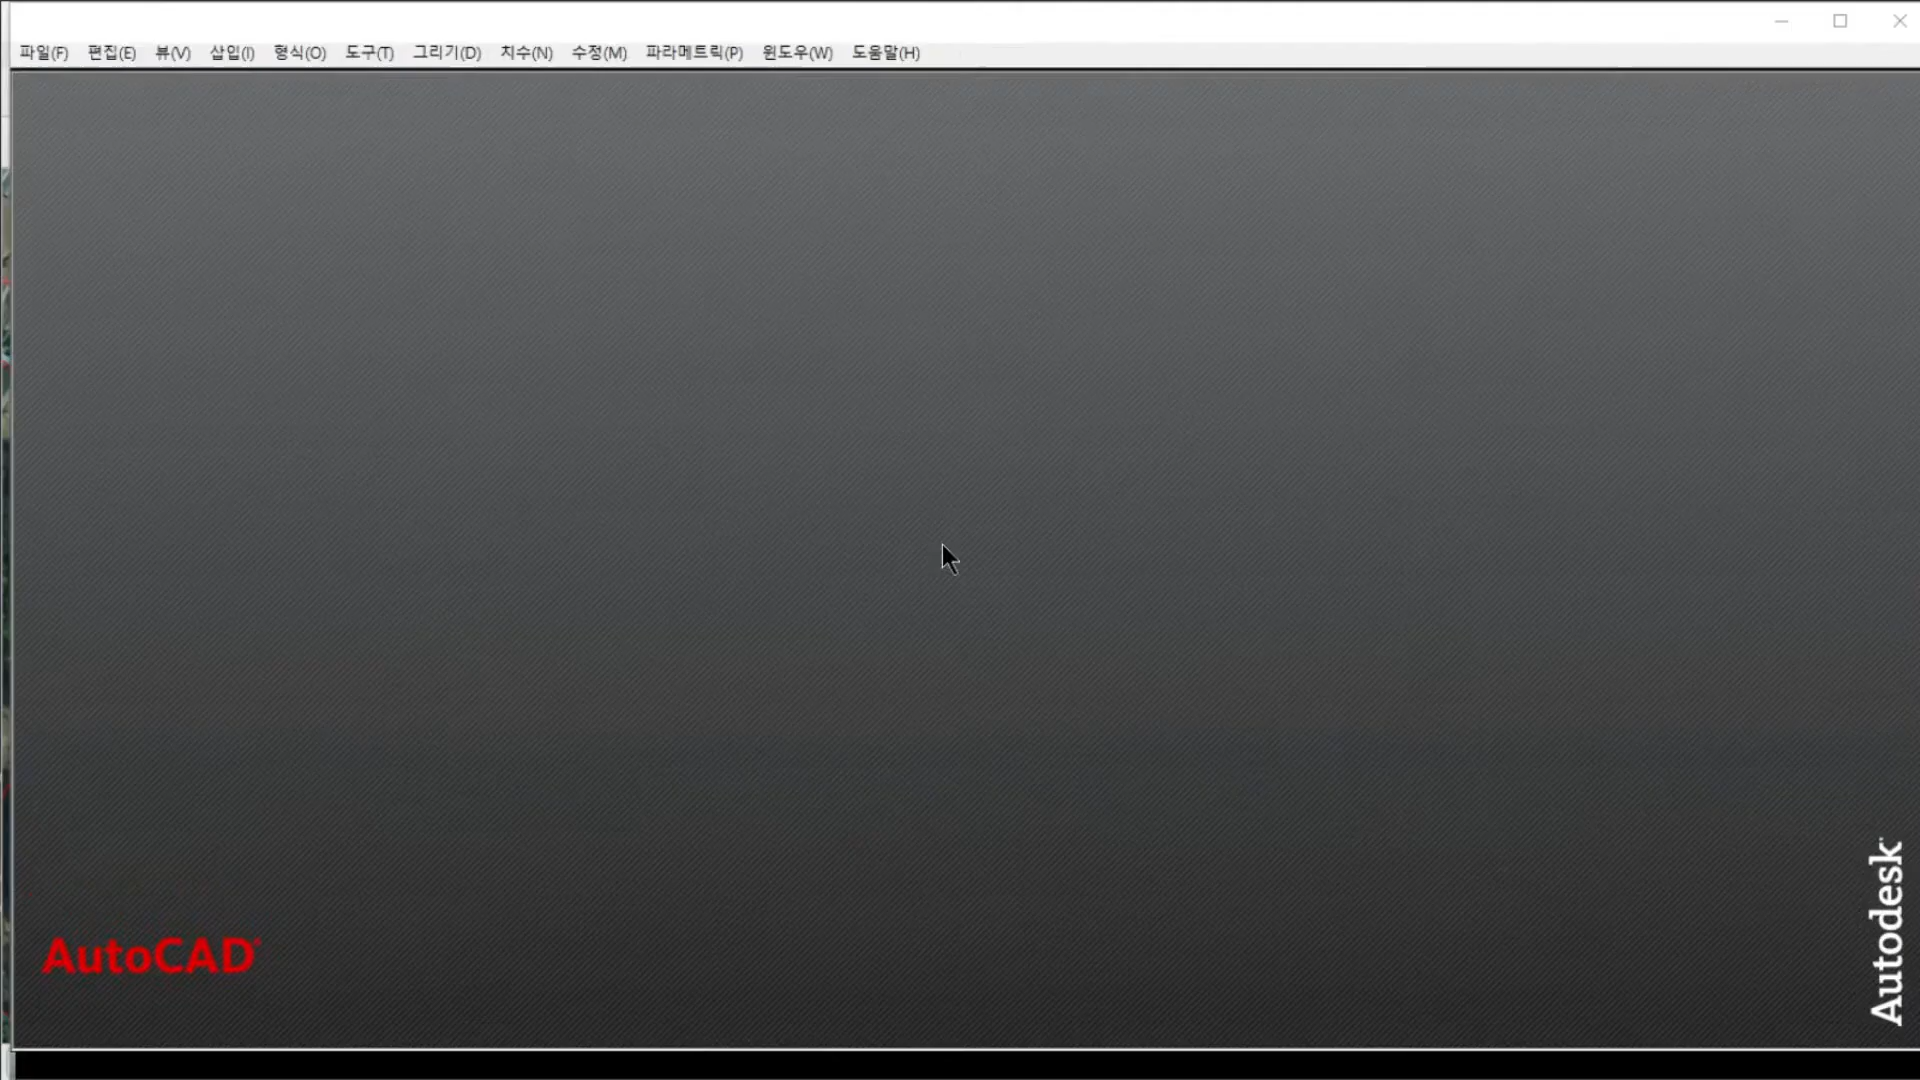 파일(F) 편집(E) 뷰(V) 삽입(I) 형식(O) 도구(T) 그리기(D) 치수(N) 수정(M) 파라메트릭(P) 윈도우(W) 도움말(H)
AutoCAD
Autodesk